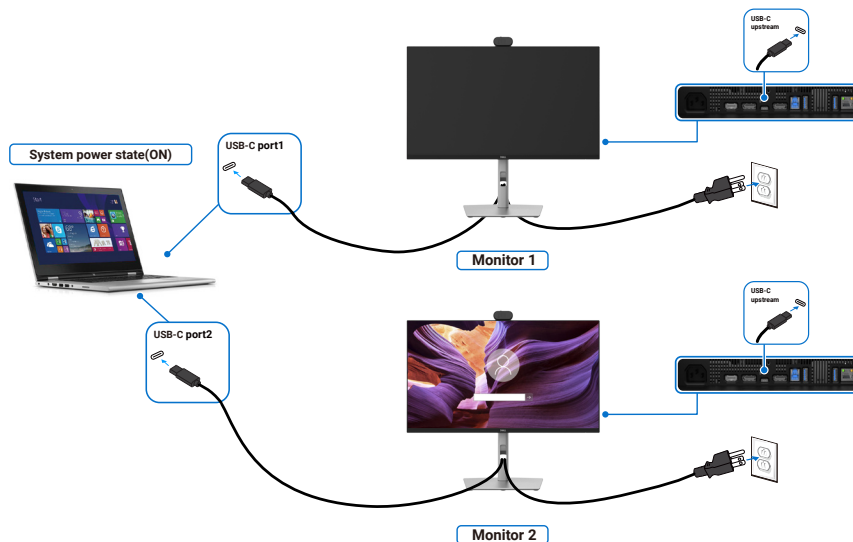 USB-C
upstream
USB-C port1
System power state(ON)
Monitor 1
USB-C
upstream
USB-C port2
Monitor 2